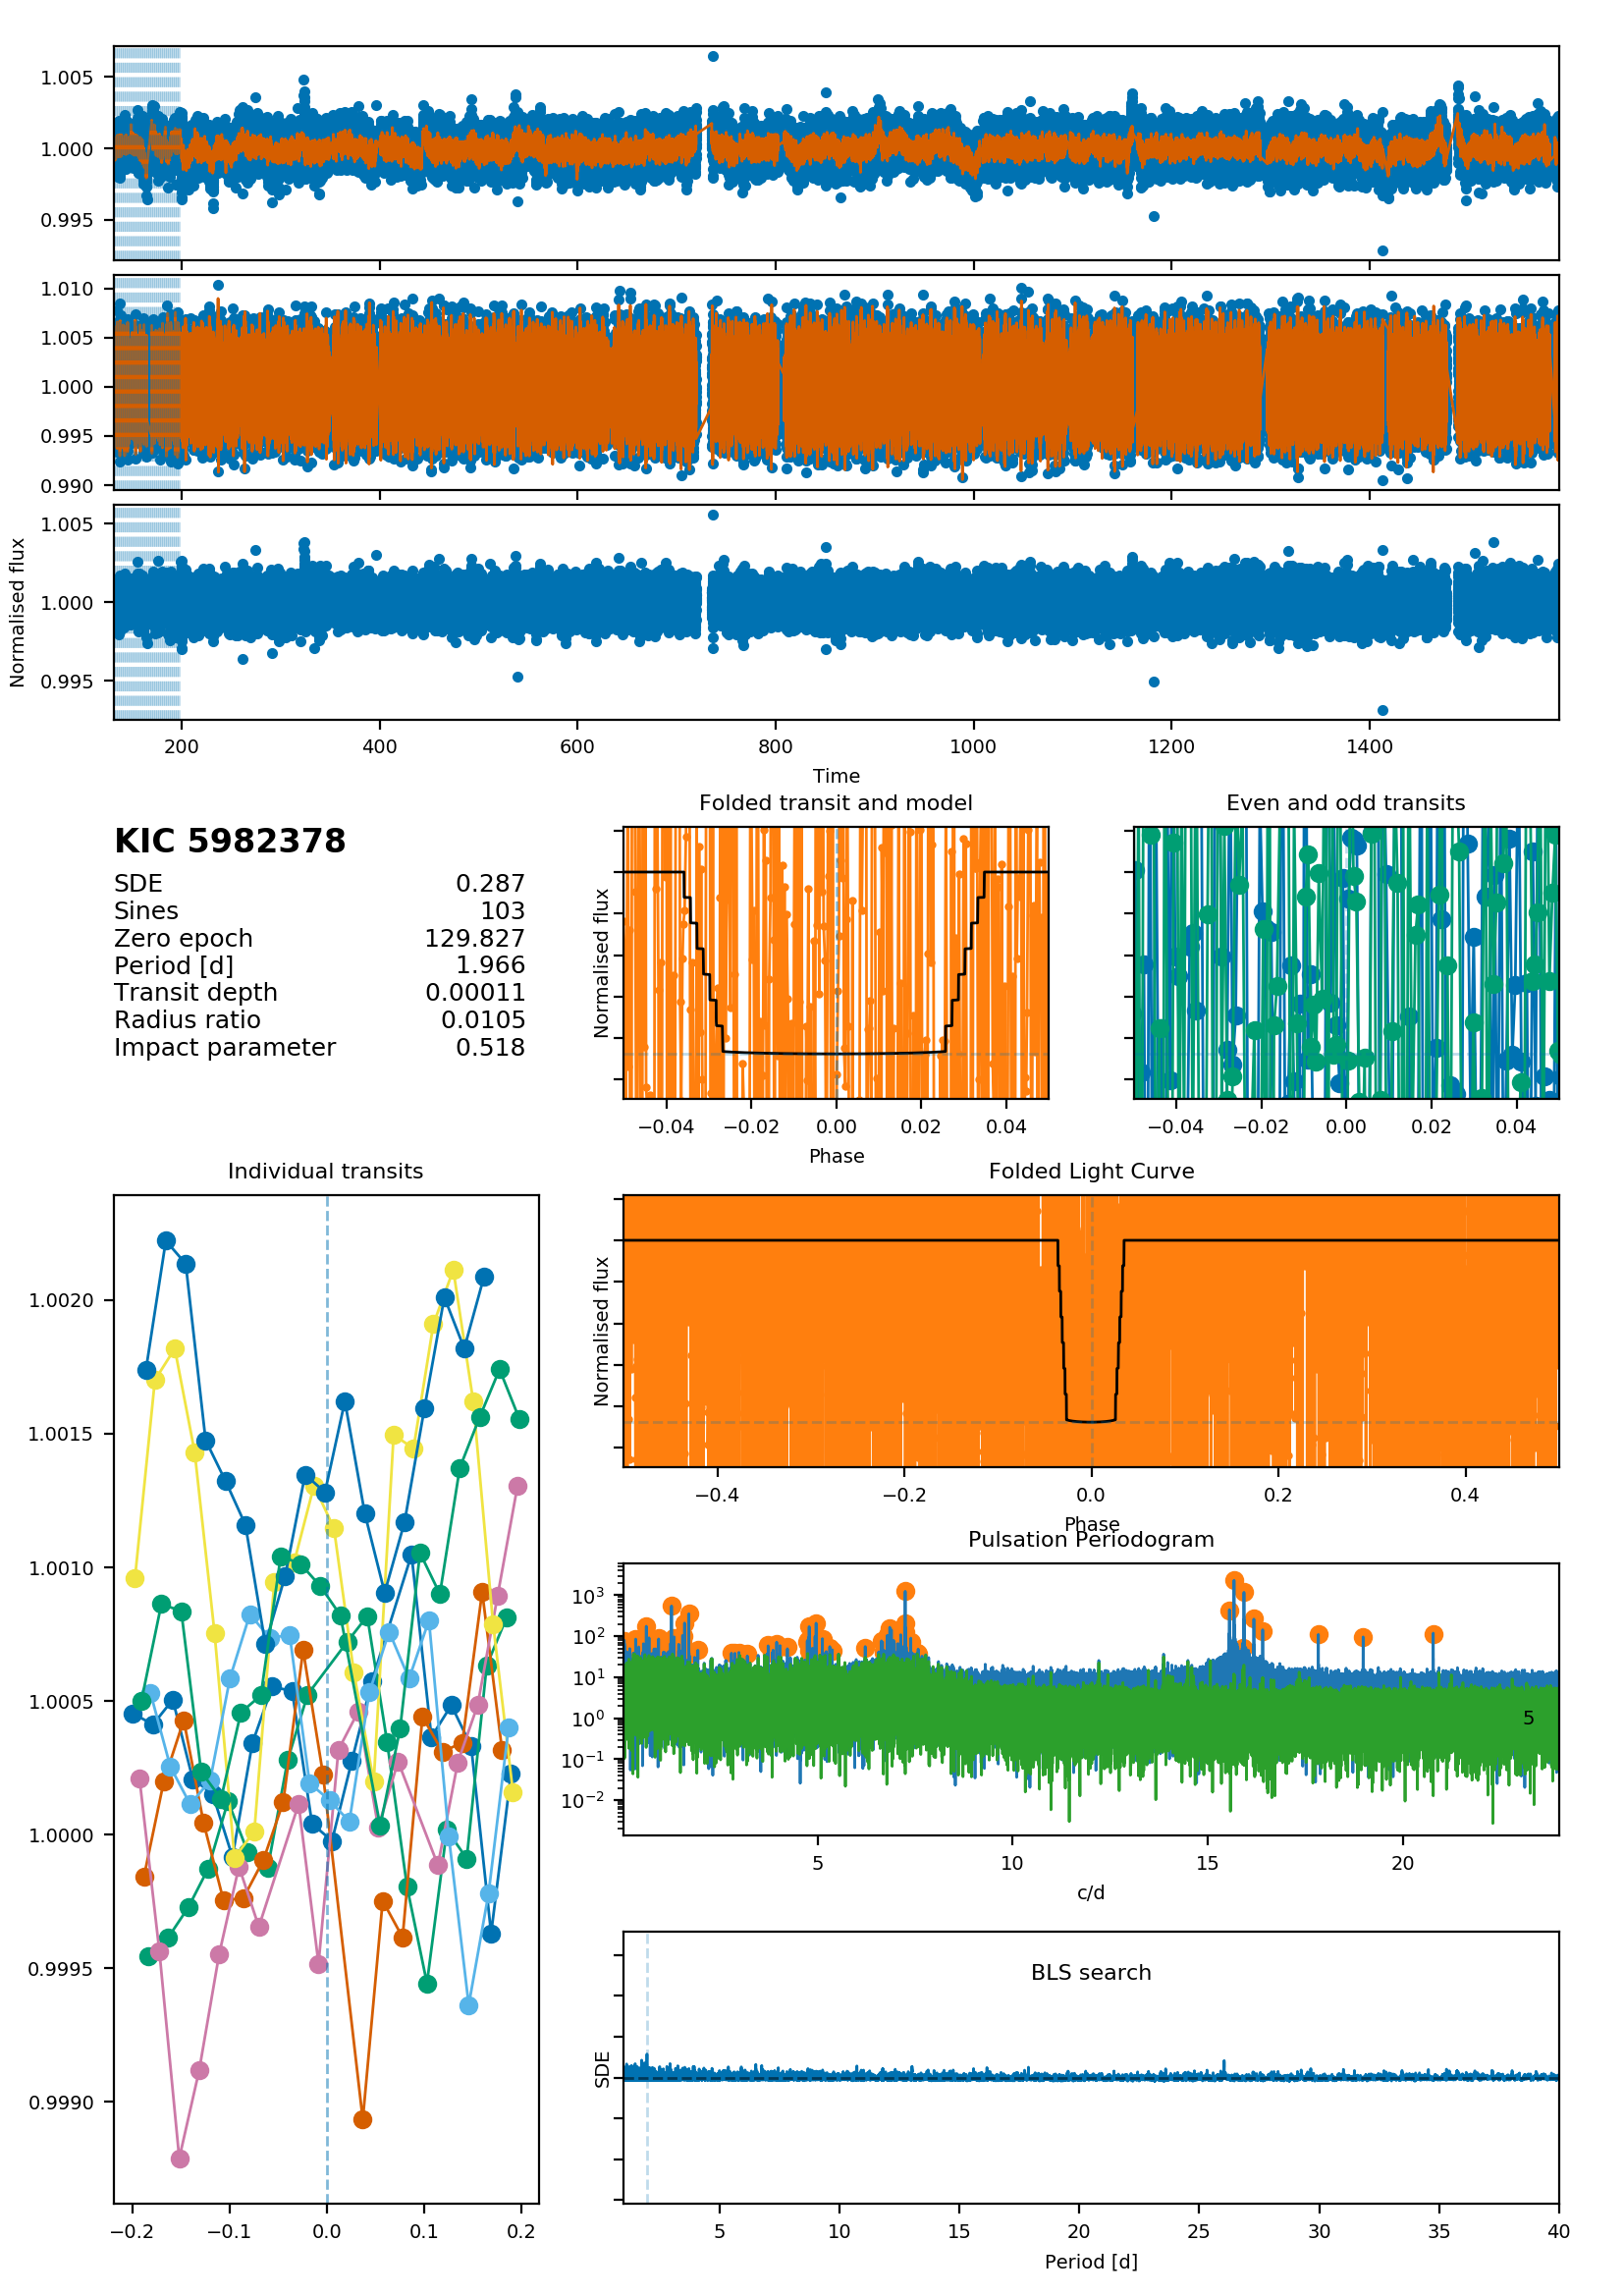 1.005
1.000
0.995
1.010
1.005
1.000
0.995
0.990
1.005
1.000
0.995
Normalised flux
200 400 600 800 1000 1200 1400
Time
KIC 5982378
SDE 0.287
Sines 103
Zero epoch 129.827
Period [d] 1.966
Transit depth 0.00011
Radius ratio 0.0105
Impact parameter 0.518
Folded transit and model
Normalised flux
−0.04 −0.02 0.00 0.02 0.04
Phase
Even and odd transits
−0.04 −0.02 0.00 0.02 0.04
Individual transits
1.0020
1.0015
1.0010
1.0005
1.0000
0.9995
0.9990
−0.2 −0.1 0.0 0.1 0.2
Folded Light Curve
Normalised flux
−0.4 −0.2 0.0 0.2 0.4
Phase
Pulsation Periodogram
10³
10²
10¹
10⁰
10⁻¹
10⁻²
5
5 10 15 20
c/d
BLS search
SDE
5 10 15 20 25 30 35 40
Period [d]